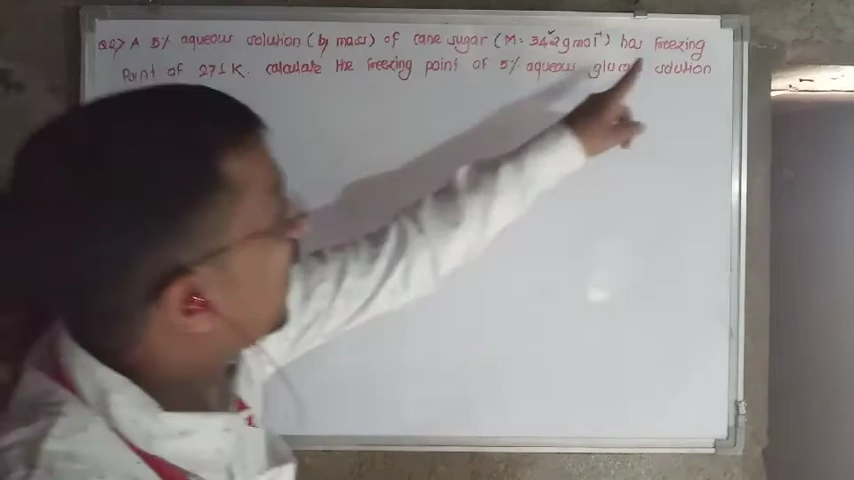 Q2> A 5% aqueous solution (by mass) of cane sugar (M = 342 g mol⁻¹) has freezing
Point of 271 K. calculate the freezing point of 5% aqueous solution